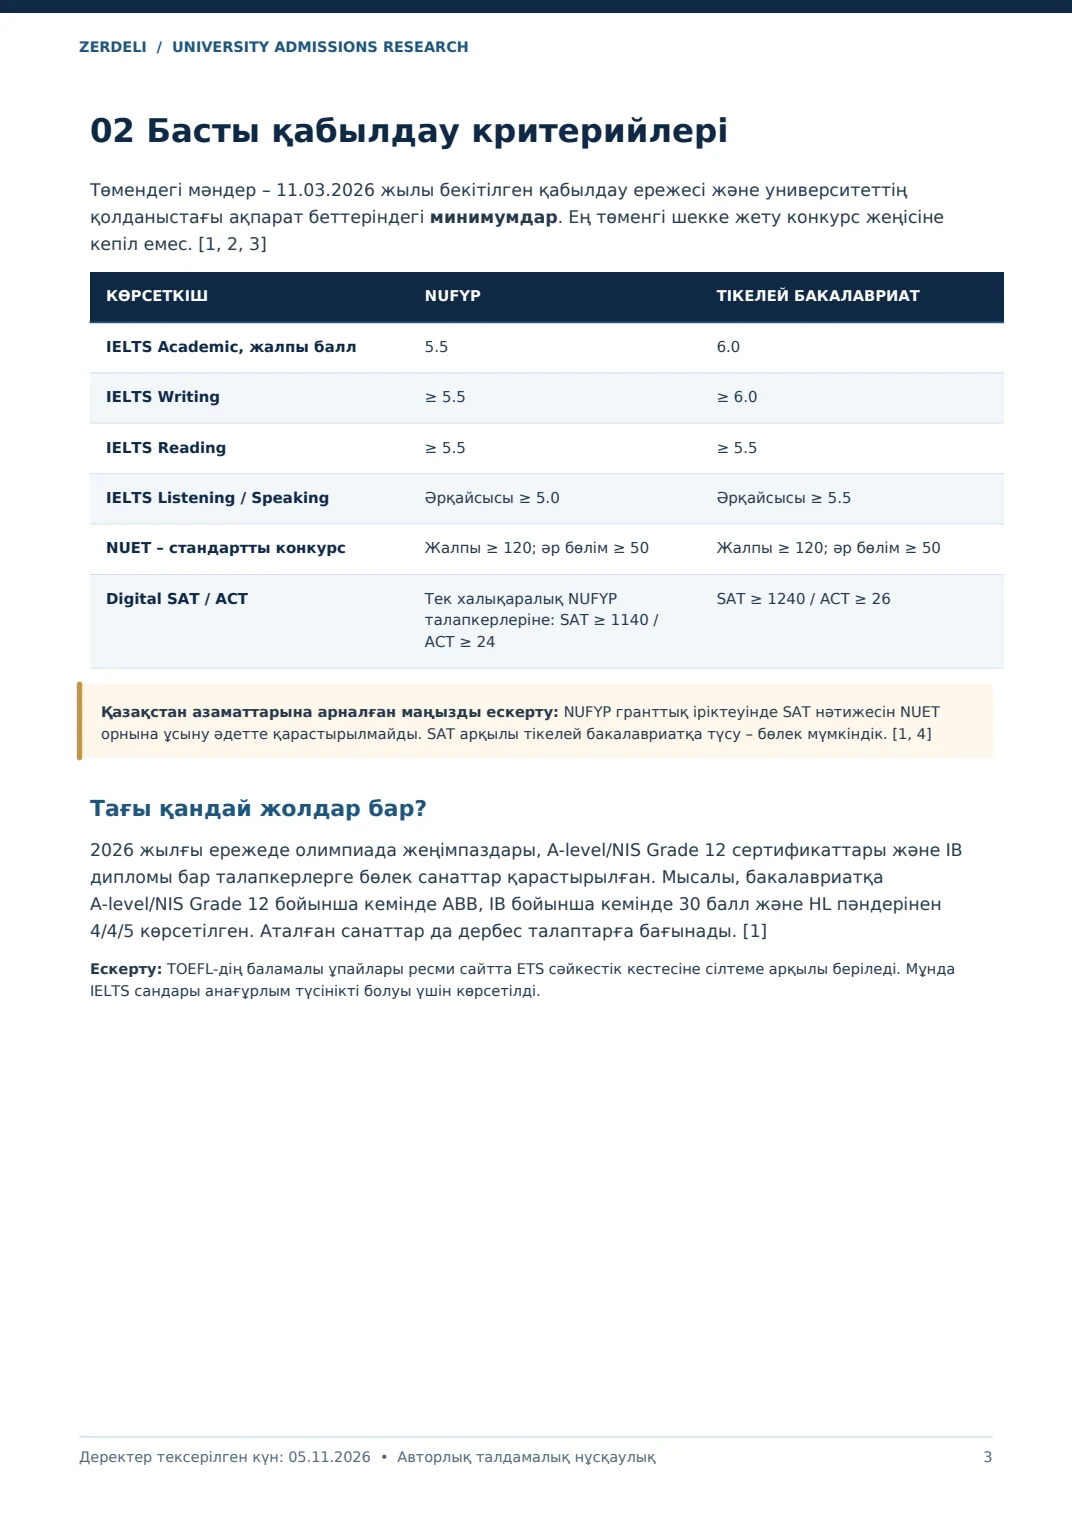 ZERDELI / UNIVERSITY ADMISSIONS RESEARCH
02 Басты қабылдау критерийлері
Төмендегі мәндер – 11.03.2026 жылы бекітілген қабылдау ережесі және университеттің
қолданыстағы ақпарат беттеріндегі минимумдар. Ең төменгі шекке жету конкурс жеңісіне
кепіл емес. [1, 2, 3]
КӨРСЕТКІШ NUFYP ТІКЕЛЕЙ БАКАЛАВРИАТ
IELTS Academic, жалпы балл 5.5 6.0
IELTS Writing ≥ 5.5 ≥ 6.0
IELTS Reading ≥ 5.5 ≥ 5.5
IELTS Listening / Speaking Әрқайсысы ≥ 5.0 Әрқайсысы ≥ 5.5
NUET – стандартты конкурс Жалпы ≥ 120; әр бөлім ≥ 50 Жалпы ≥ 120; әр бөлім ≥ 50
Digital SAT / ACT Тек халықаралық NUFYP SAT ≥ 1240 / ACT ≥ 26
талапкерлеріне: SAT ≥ 1140 /
ACT ≥ 24
Қазақстан азаматтарына арналған маңызды ескерту: NUFYP гранттық іріктеуінде SAT нәтижесін NUET
орнына ұсыну әдетте қарастырылмайды. SAT арқылы тікелей бакалавриатқа түсу – бөлек мүмкіндік. [1, 4]
Тағы қандай жолдар бар?
2026 жылғы ережеде олимпиада жеңімпаздары, A-level/NIS Grade 12 сертификаттары және IB
дипломы бар талапкерлерге бөлек санаттар қарастырылған. Мысалы, бакалавриатқа
A-level/NIS Grade 12 бойынша кемінде ABB, IB бойынша кемінде 30 балл және HL пәндерінен
4/4/5 көрсетілген. Аталған санаттар да дербес талаптарға бағынады. [1]
Ескерту: TOEFL-дің баламалы ұпайлары ресми сайтта ETS сәйкестік кестесіне сілтеме арқылы беріледі. Мұнда
IELTS сандары анағұрлым түсінікті болуы үшін көрсетілді.
Деректер тексерілген күн: 05.11.2026 • Авторлық талдамалық нұсқаулық 3